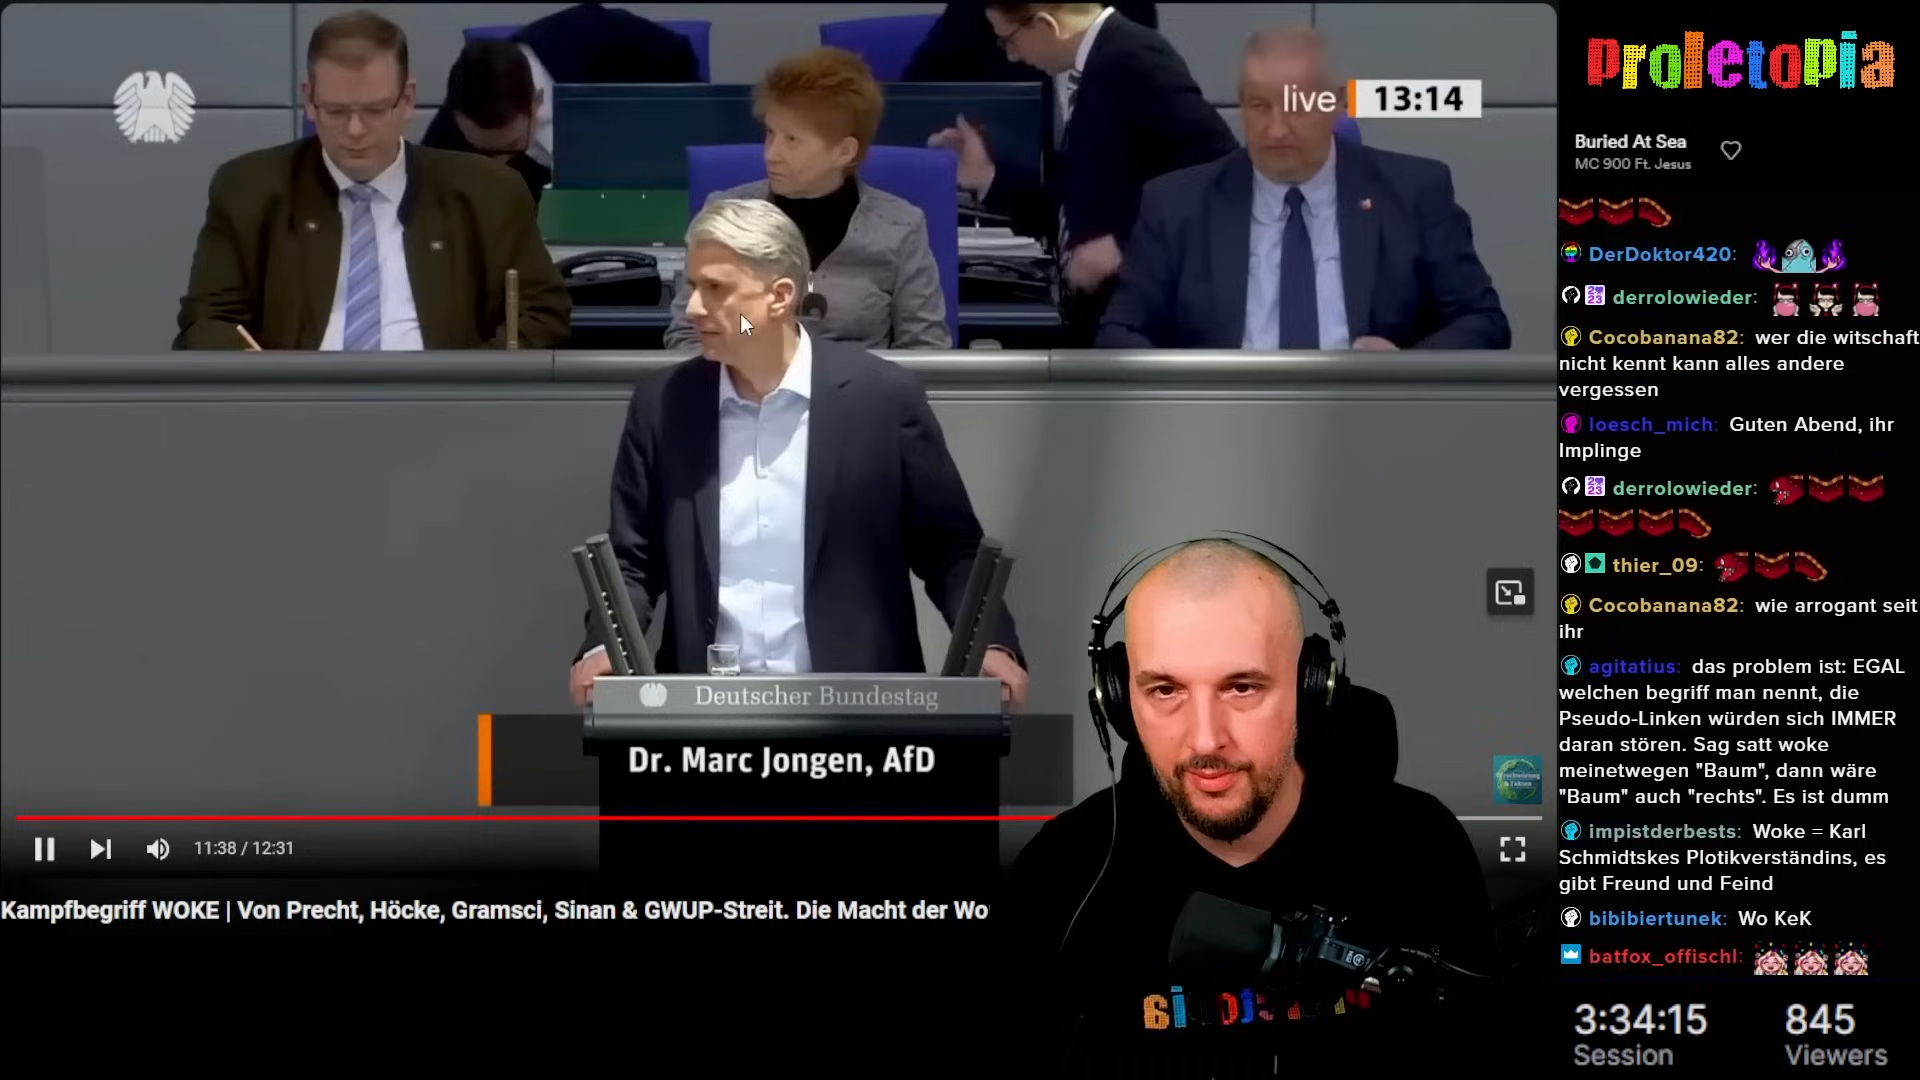 live 13:14
Deutscher Bundestag
Dr. Marc Jongen, AfD
11:38 / 12:31
Kampfbegriff WOKE | Von Precht, Höcke, Gramsci, Sinan & GWUP-Streit. Die Macht der Wo
proletopia
Buried At Sea
MC 900 Ft. Jesus
DerDoktor420:
derrolowieder:
Cocobanana82: wer die witschaft
nicht kennt kann alles andere
vergessen
loesch_mich: Guten Abend, ihr
Implinge
derrolowieder:
thier_09:
Cocobanana82: wie arrogant seit
ihr
agitatius: das problem ist: EGAL
welchen begriff man nennt, die
Pseudo-Linken würden sich IMMER
daran stören. Sag satt woke
meinetwegen "Baum", dann wäre
"Baum" auch "rechts". Es ist dumm
impistderbests: Woke = Karl
Schmidtskes Plotikverständins, es
gibt Freund und Feind
bibibiertunek: Wo KeK
batfox_offischl:
3:34:15
Session
845
Viewers